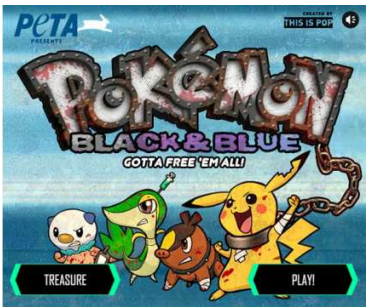 PETA
PRESENTS
CREATED BY
THIS IS POP
POKÉMON
BLACK & BLUE
GOTTA FREE 'EM ALL!
TREASURE
PLAY!